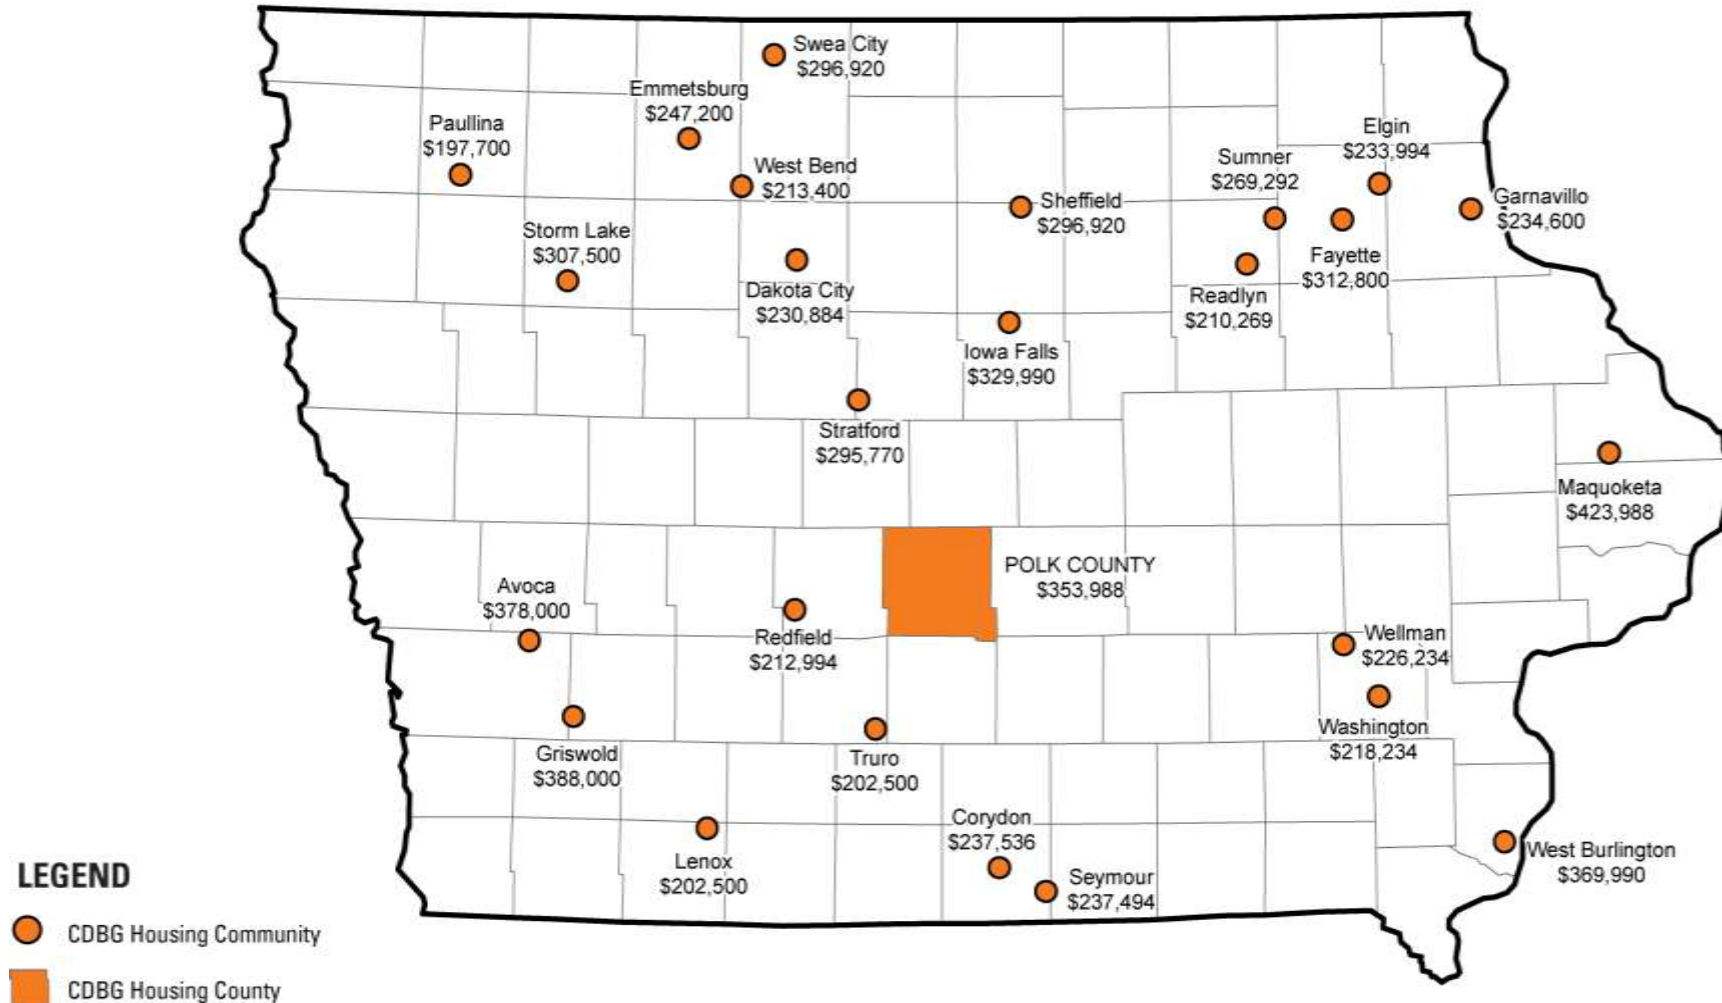 Swea City
$296,920
Emmetsburg
$247,200
Paullina
$197,700
West Bend
$213,400
Elgin
$233,994
Sumner
$269,292
Sheffield
$296,920
Garnavillo
$234,600
Storm Lake
$307,500
Fayette
$312,800
Dakota City
$230,884
Readlyn
$210,269
Iowa Falls
$329,990
Stratford
$295,770
Maquoketa
$423,988
POLK COUNTY
$353,988
Avoca
$378,000
Redfield
$212,994
Wellman
$226,234
Washington
$218,234
Griswold
$388,000
Truro
$202,500
Corydon
$237,536
Lenox
$202,500
Seymour
$237,494
West Burlington
$369,990
LEGEND
CDBG Housing Community
CDBG Housing County